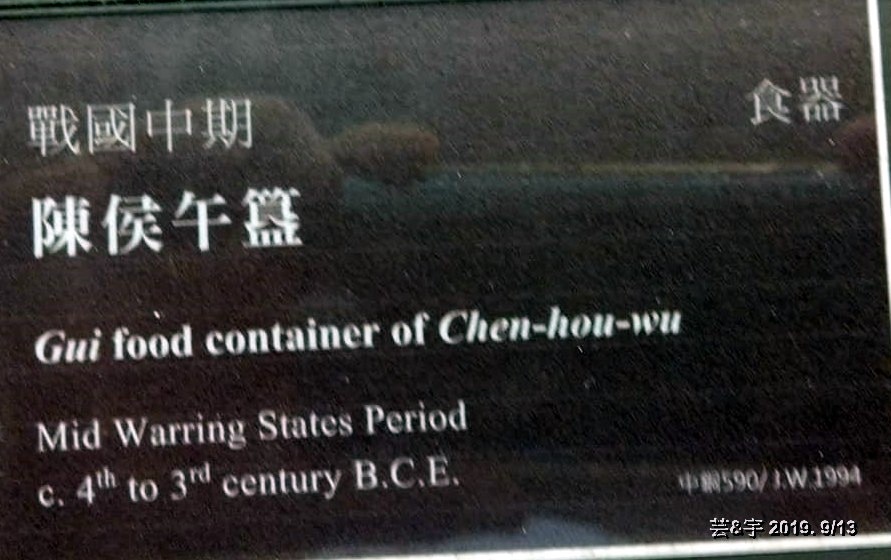 戰國中期
食器
陳侯午簋
Gui food container of Chen-hou-wu
Mid Warring States Period
c. 4th to 3rd century B.C.E.
中銅590/J.W.1994
芸&宇 2019. 9/13